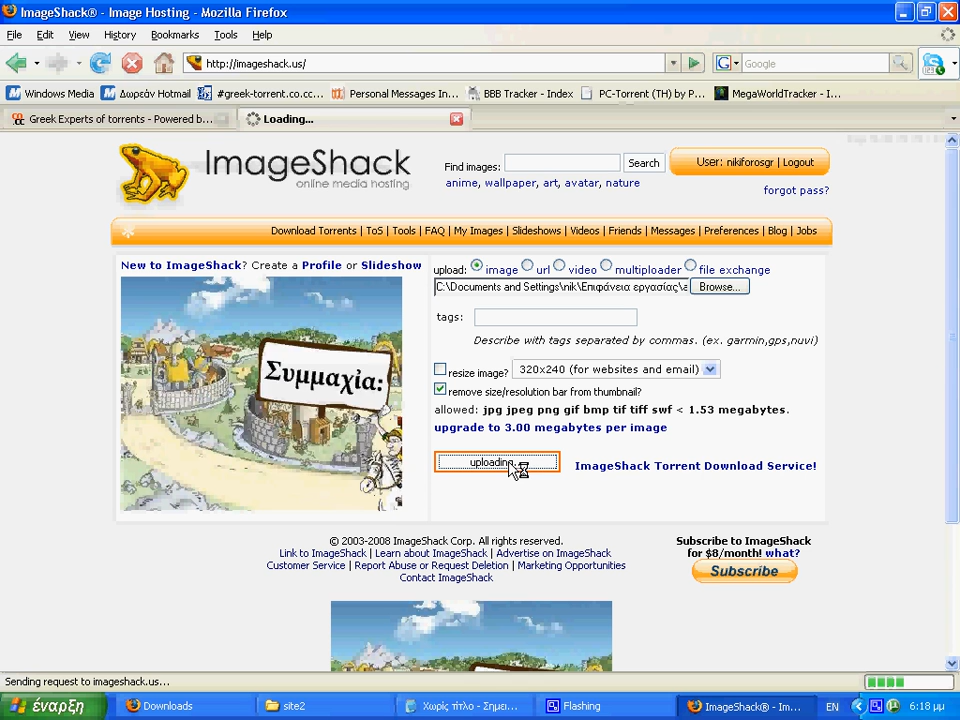 ImageShack® - Image Hosting - Mozilla Firefox
File Edit View History Bookmarks Tools Help
http://imageshack.us/
G Google
Windows Media Δωρεάν Hotmail #greek-torrent.co.cc... Personal Messages In... BBB Tracker - Index PC-Torrent (TH) by P... MegaWorldTracker - I...
Greek Experts of torrents - Powered b... Loading...
ImageShack
online media hosting
Find images: Search
anime, wallpaper, art, avatar, nature
User: nikiforosgr | Logout
forgot pass?
Download Torrents | ToS | Tools | FAQ | My Images | Slideshows | Videos | Friends | Messages | Preferences | Blog | Jobs
New to ImageShack? Create a Profile or Slideshow
Συμμαχία:
upload: image url video multiploader file exchange
C:\Documents and Settings\nik\Επιφάνεια εργασίας\ Browse...
tags:
Describe with tags separated by commas. (ex. garmin,gps,nuvi)
resize image? 320x240 (for websites and email)
remove size/resolution bar from thumbnail?
allowed: jpg jpeg png gif bmp tif tiff swf < 1.53 megabytes.
upgrade to 3.00 megabytes per image
uploading...
ImageShack Torrent Download Service!
© 2003-2008 ImageShack Corp. All rights reserved.
Link to ImageShack | Learn about ImageShack | Advertise on ImageShack
Customer Service | Report Abuse or Request Deletion | Marketing Opportunities
Contact ImageShack
Subscribe to ImageShack
for $8/month! what?
Subscribe
Sending request to imageshack.us...
έναρξη Downloads site2 Χωρίς τίτλο - Σημει... Flashing ImageShack® - Im... EN 6:18 μμ